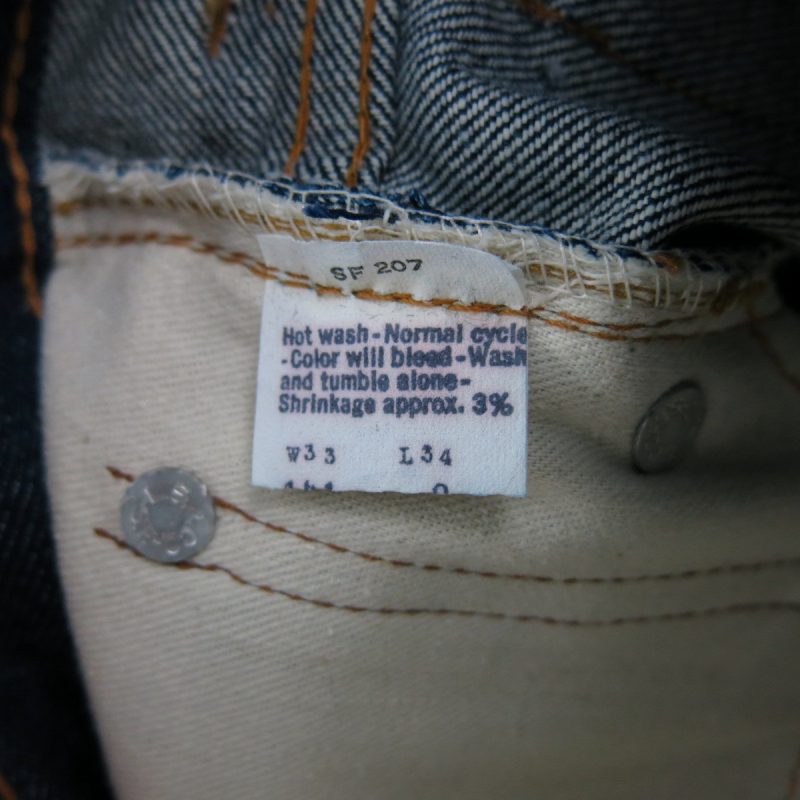 SF 207
Hot wash - Normal cycle
- Color will bleed - Wash
and tumble alone -
Shrinkage approx. 3%
W33 L34